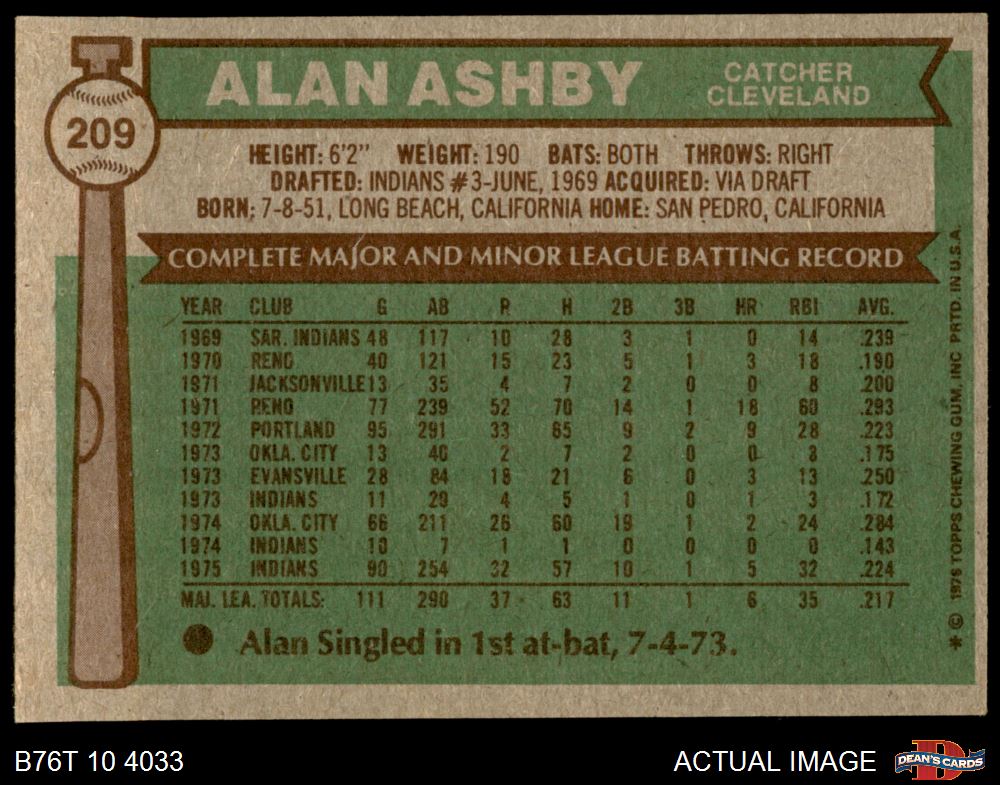 ALAN ASHBY
CATCHER
CLEVELAND
209
HEIGHT: 6'2" WEIGHT: 190 BATS: BOTH THROWS: RIGHT
DRAFTED: INDIANS #3-JUNE, 1969 ACQUIRED: VIA DRAFT
BORN: 7-8-51, LONG BEACH, CALIFORNIA HOME: SAN PEDRO, CALIFORNIA
COMPLETE MAJOR AND MINOR LEAGUE BATTING RECORD
YEAR CLUB G AB R H 2B 3B HR RBI AVG.
1969 SAR. INDIANS 48 117 10 28 3 1 0 14 .239
1970 RENO 40 121 15 23 5 1 3 18 .190
1971 JACKSONVILLE 13 35 4 7 2 0 0 8 .200
1971 RENO 77 239 52 70 14 1 18 60 .293
1972 PORTLAND 95 291 33 65 9 2 9 28 .223
1973 OKLA. CITY 13 40 2 7 2 0 0 3 .175
1973 EVANSVILLE 28 84 18 21 6 0 3 13 .250
1973 INDIANS 11 29 4 5 1 0 1 3 .172
1974 OKLA. CITY 66 211 26 60 19 1 2 24 .284
1974 INDIANS 10 7 1 1 0 0 0 0 .143
1975 INDIANS 90 254 32 57 10 1 5 32 .224
MAJ. LEA. TOTALS: 111 290 37 63 11 1 6 35 .217
Alan Singled in 1st at-bat, 7-4-73.
* © 1976 TOPPS CHEWING GUM, INC PRTD. IN U.S.A.
B76T 10 4033
ACTUAL IMAGE
D
DEAN'S CARDS